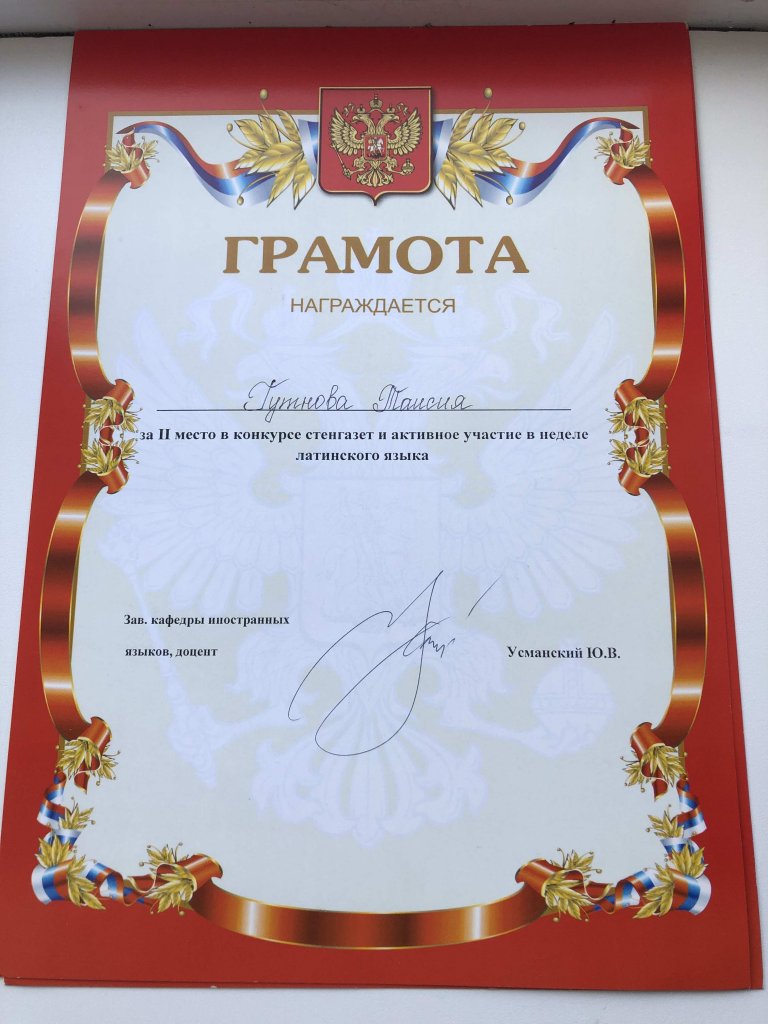 ГРАМОТА
НАГРАЖДАЕТСЯ
Гутнова Таисия
за II место в конкурсе стенгазет и активное участие в неделе
латинского языка
Зав. кафедры иностранных
языков, доцент
Усманский Ю.В.